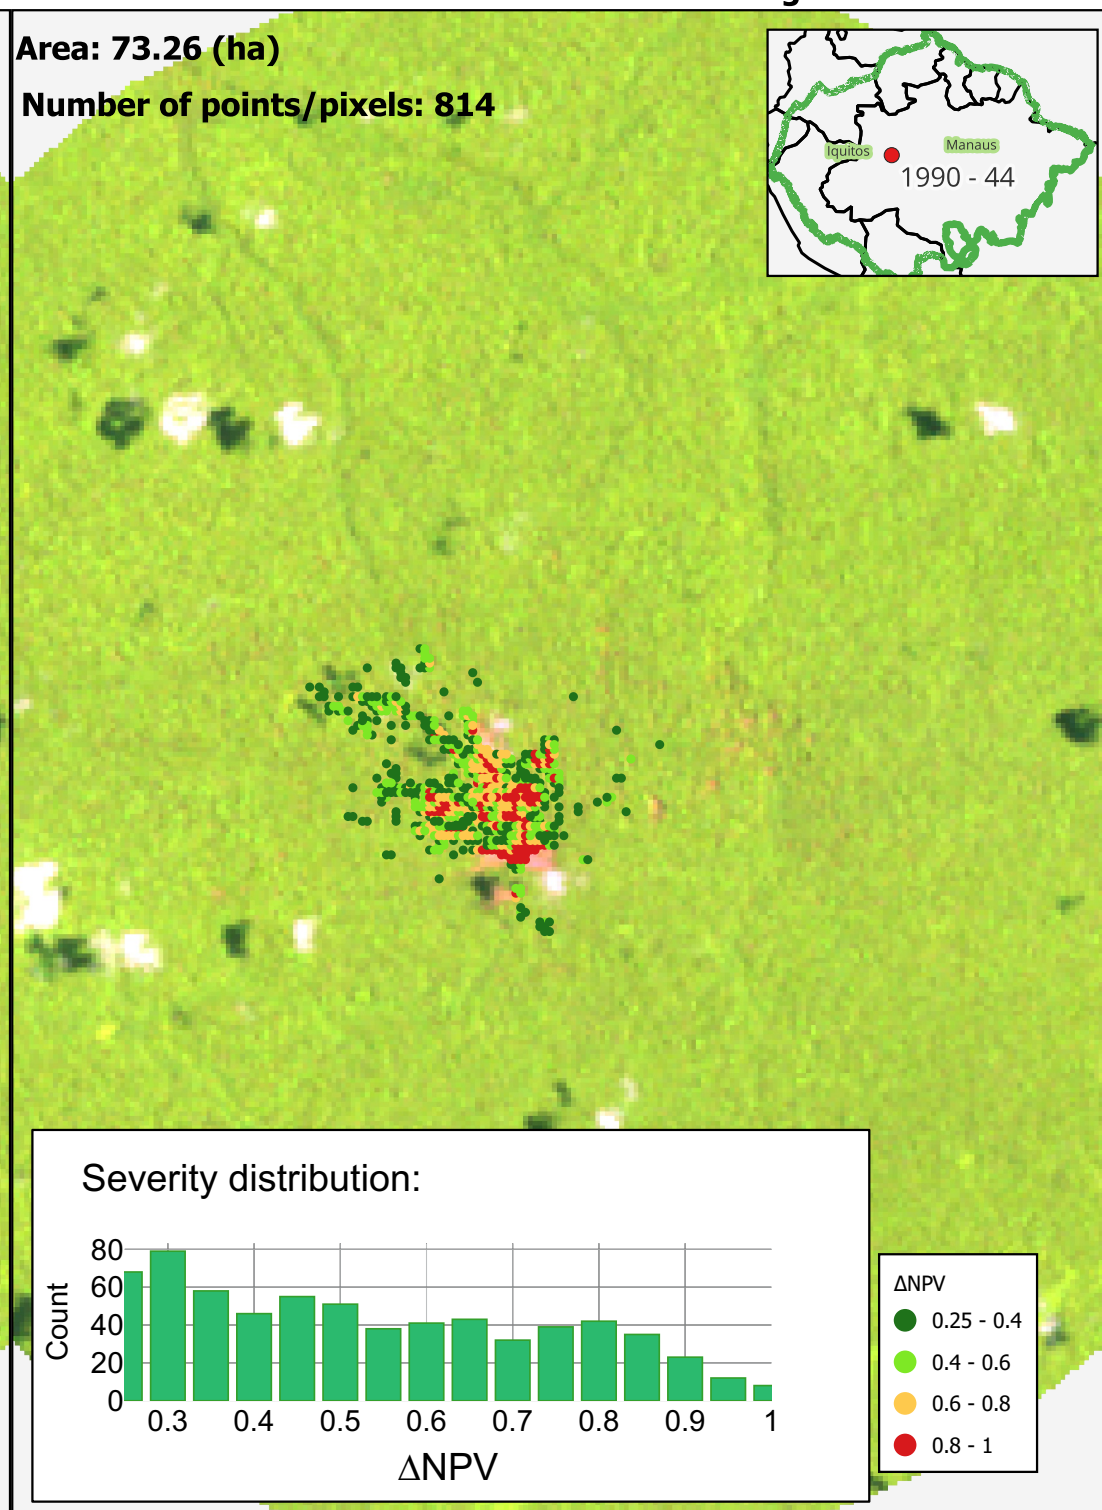 Area: 73.26 (ha)
Number of points/pixels: 814
Iquitos
Manaus
1990 - 44
Severity distribution:
80
60
40
20
0
Count
0.3 0.4 0.5 0.6 0.7 0.8 0.9 1
ΔNPV
ΔNPV
0.25 - 0.4
0.4 - 0.6
0.6 - 0.8
0.8 - 1